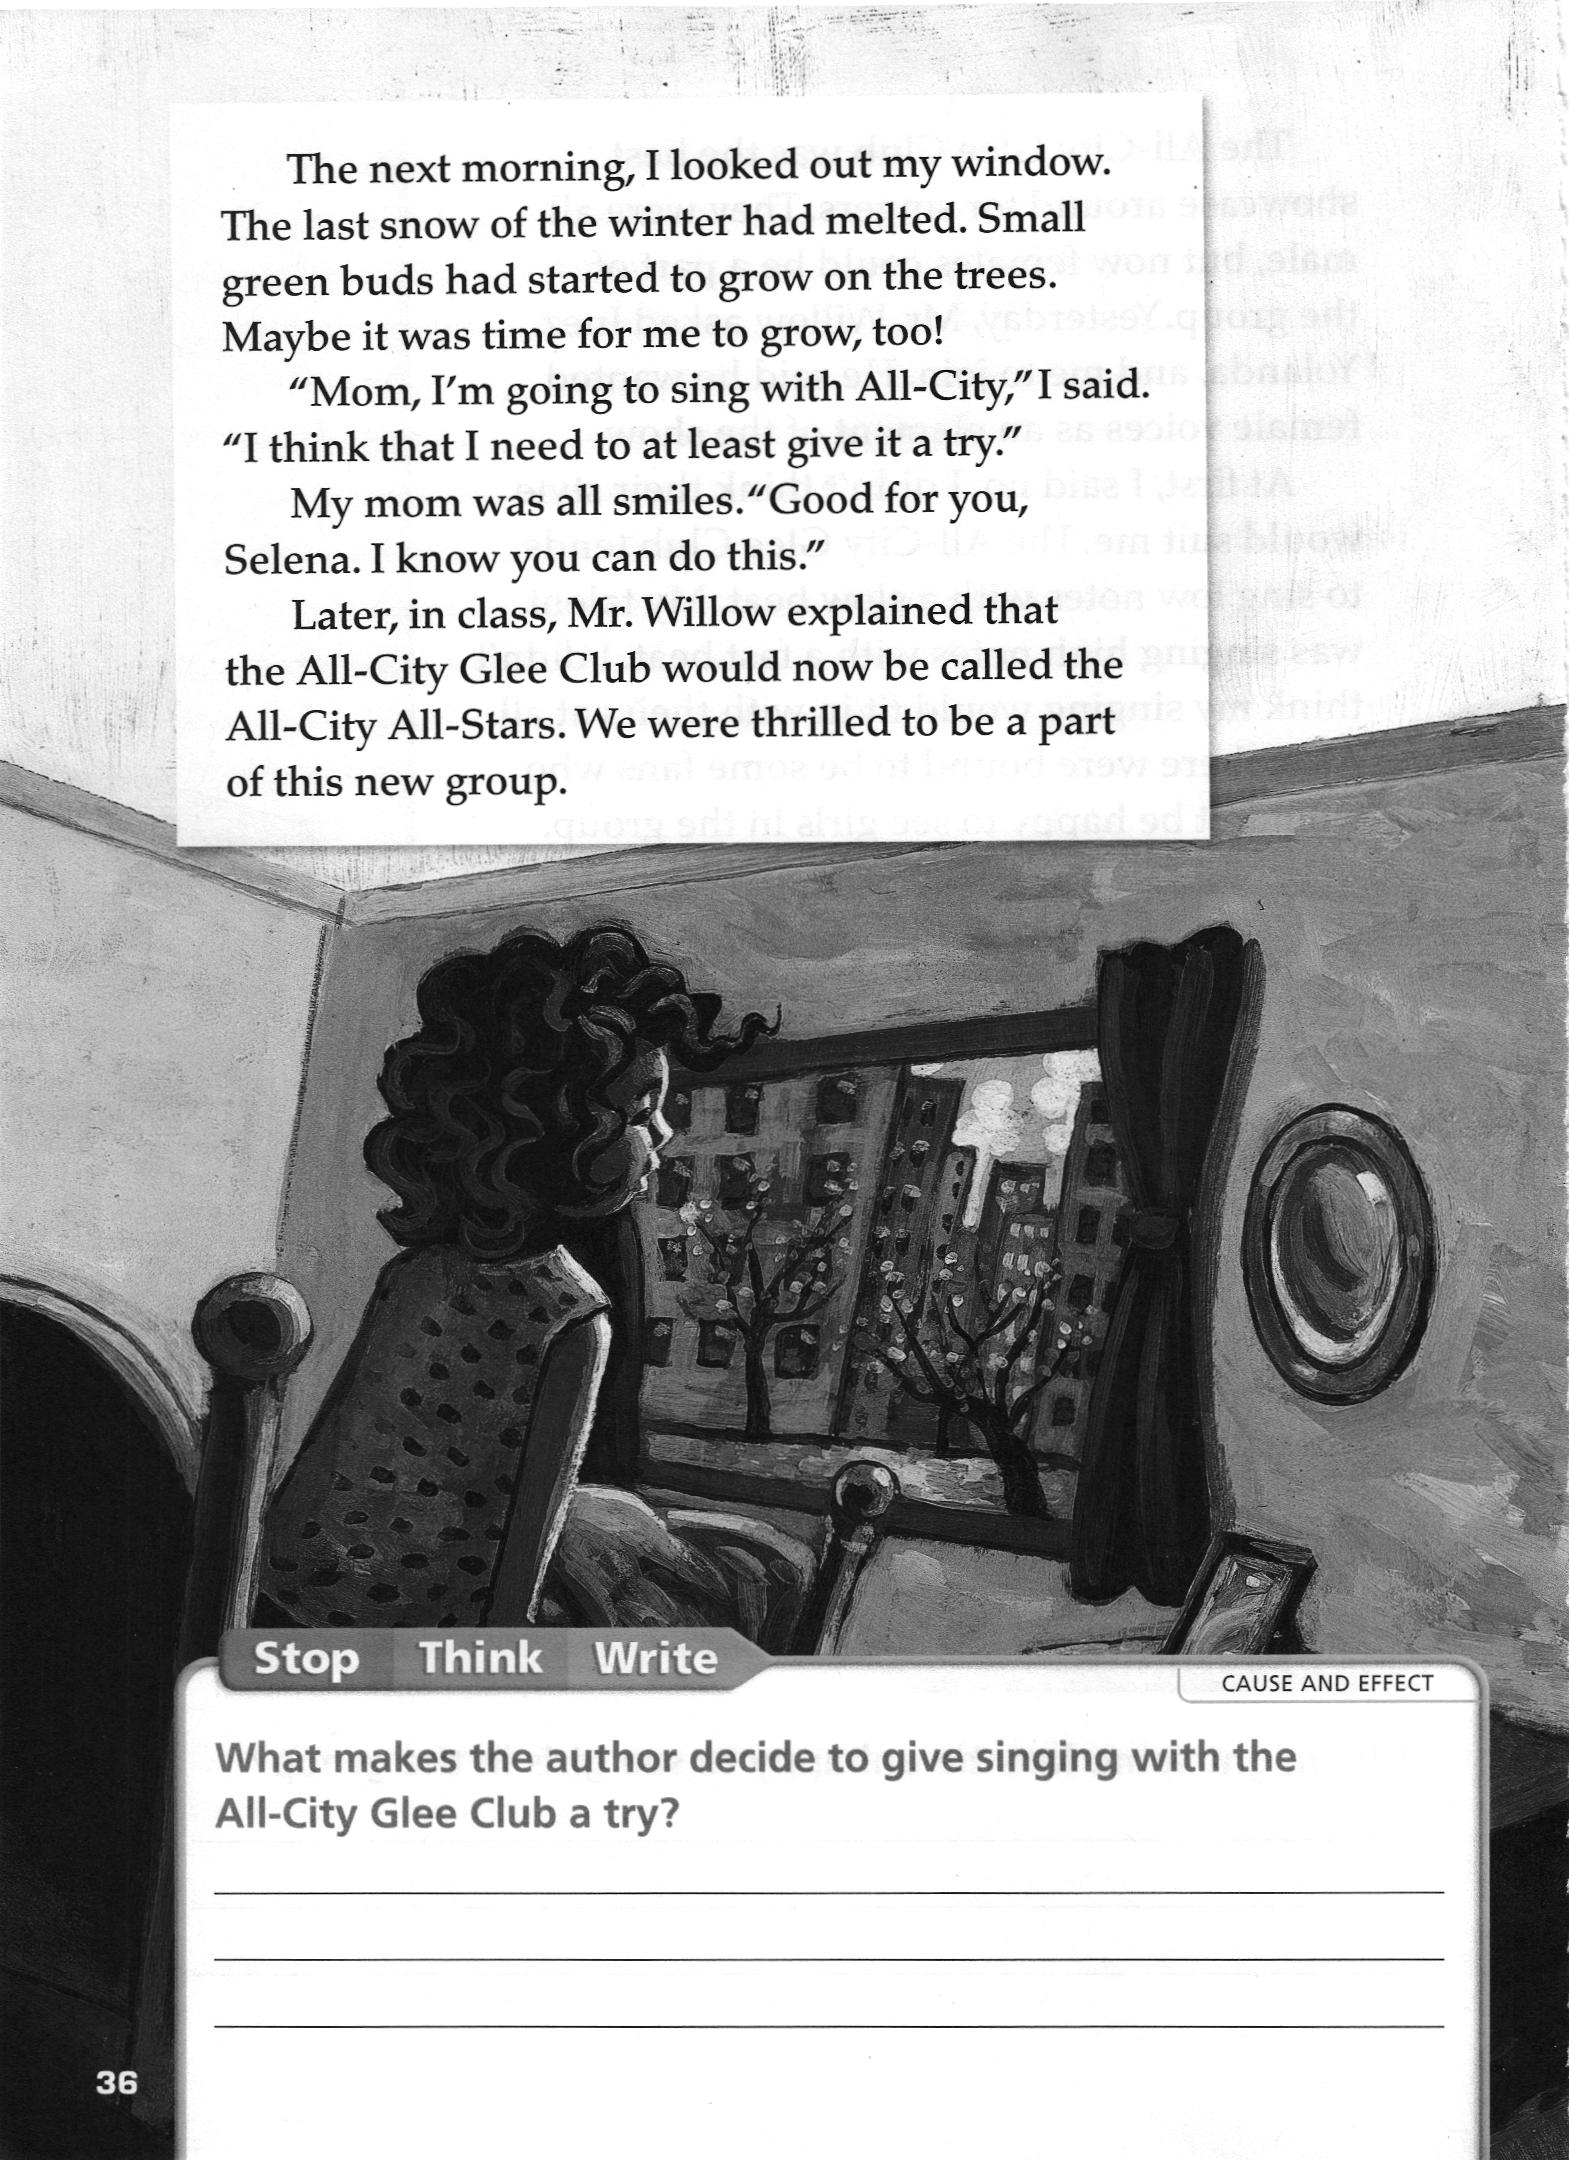 The next morning, I looked out my window.
The last snow of the winter had melted. Small
green buds had started to grow on the trees.
Maybe it was time for me to grow, too!
“Mom, I’m going to sing with All-City,” I said.
“I think that I need to at least give it a try.”
My mom was all smiles. “Good for you,
Selena. I know you can do this.”
Later, in class, Mr. Willow explained that
the All-City Glee Club would now be called the
All-City All-Stars. We were thrilled to be a part
of this new group.
Stop Think Write
CAUSE AND EFFECT
What makes the author decide to give singing with the
All-City Glee Club a try?
36